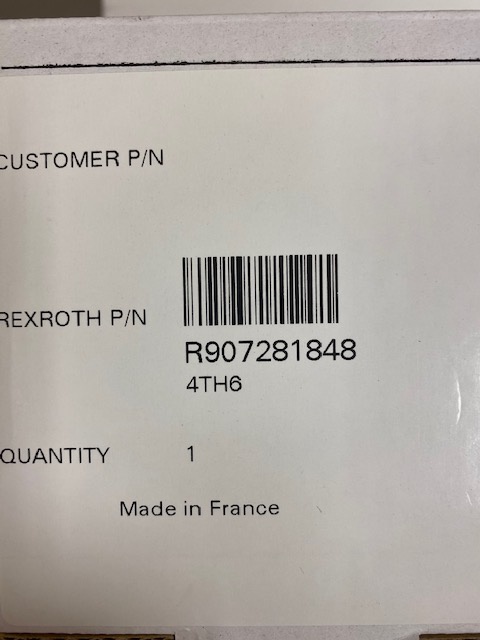 CUSTOMER P/N
REXROTH P/N
R907281848
4TH6
QUANTITY 1
Made in France